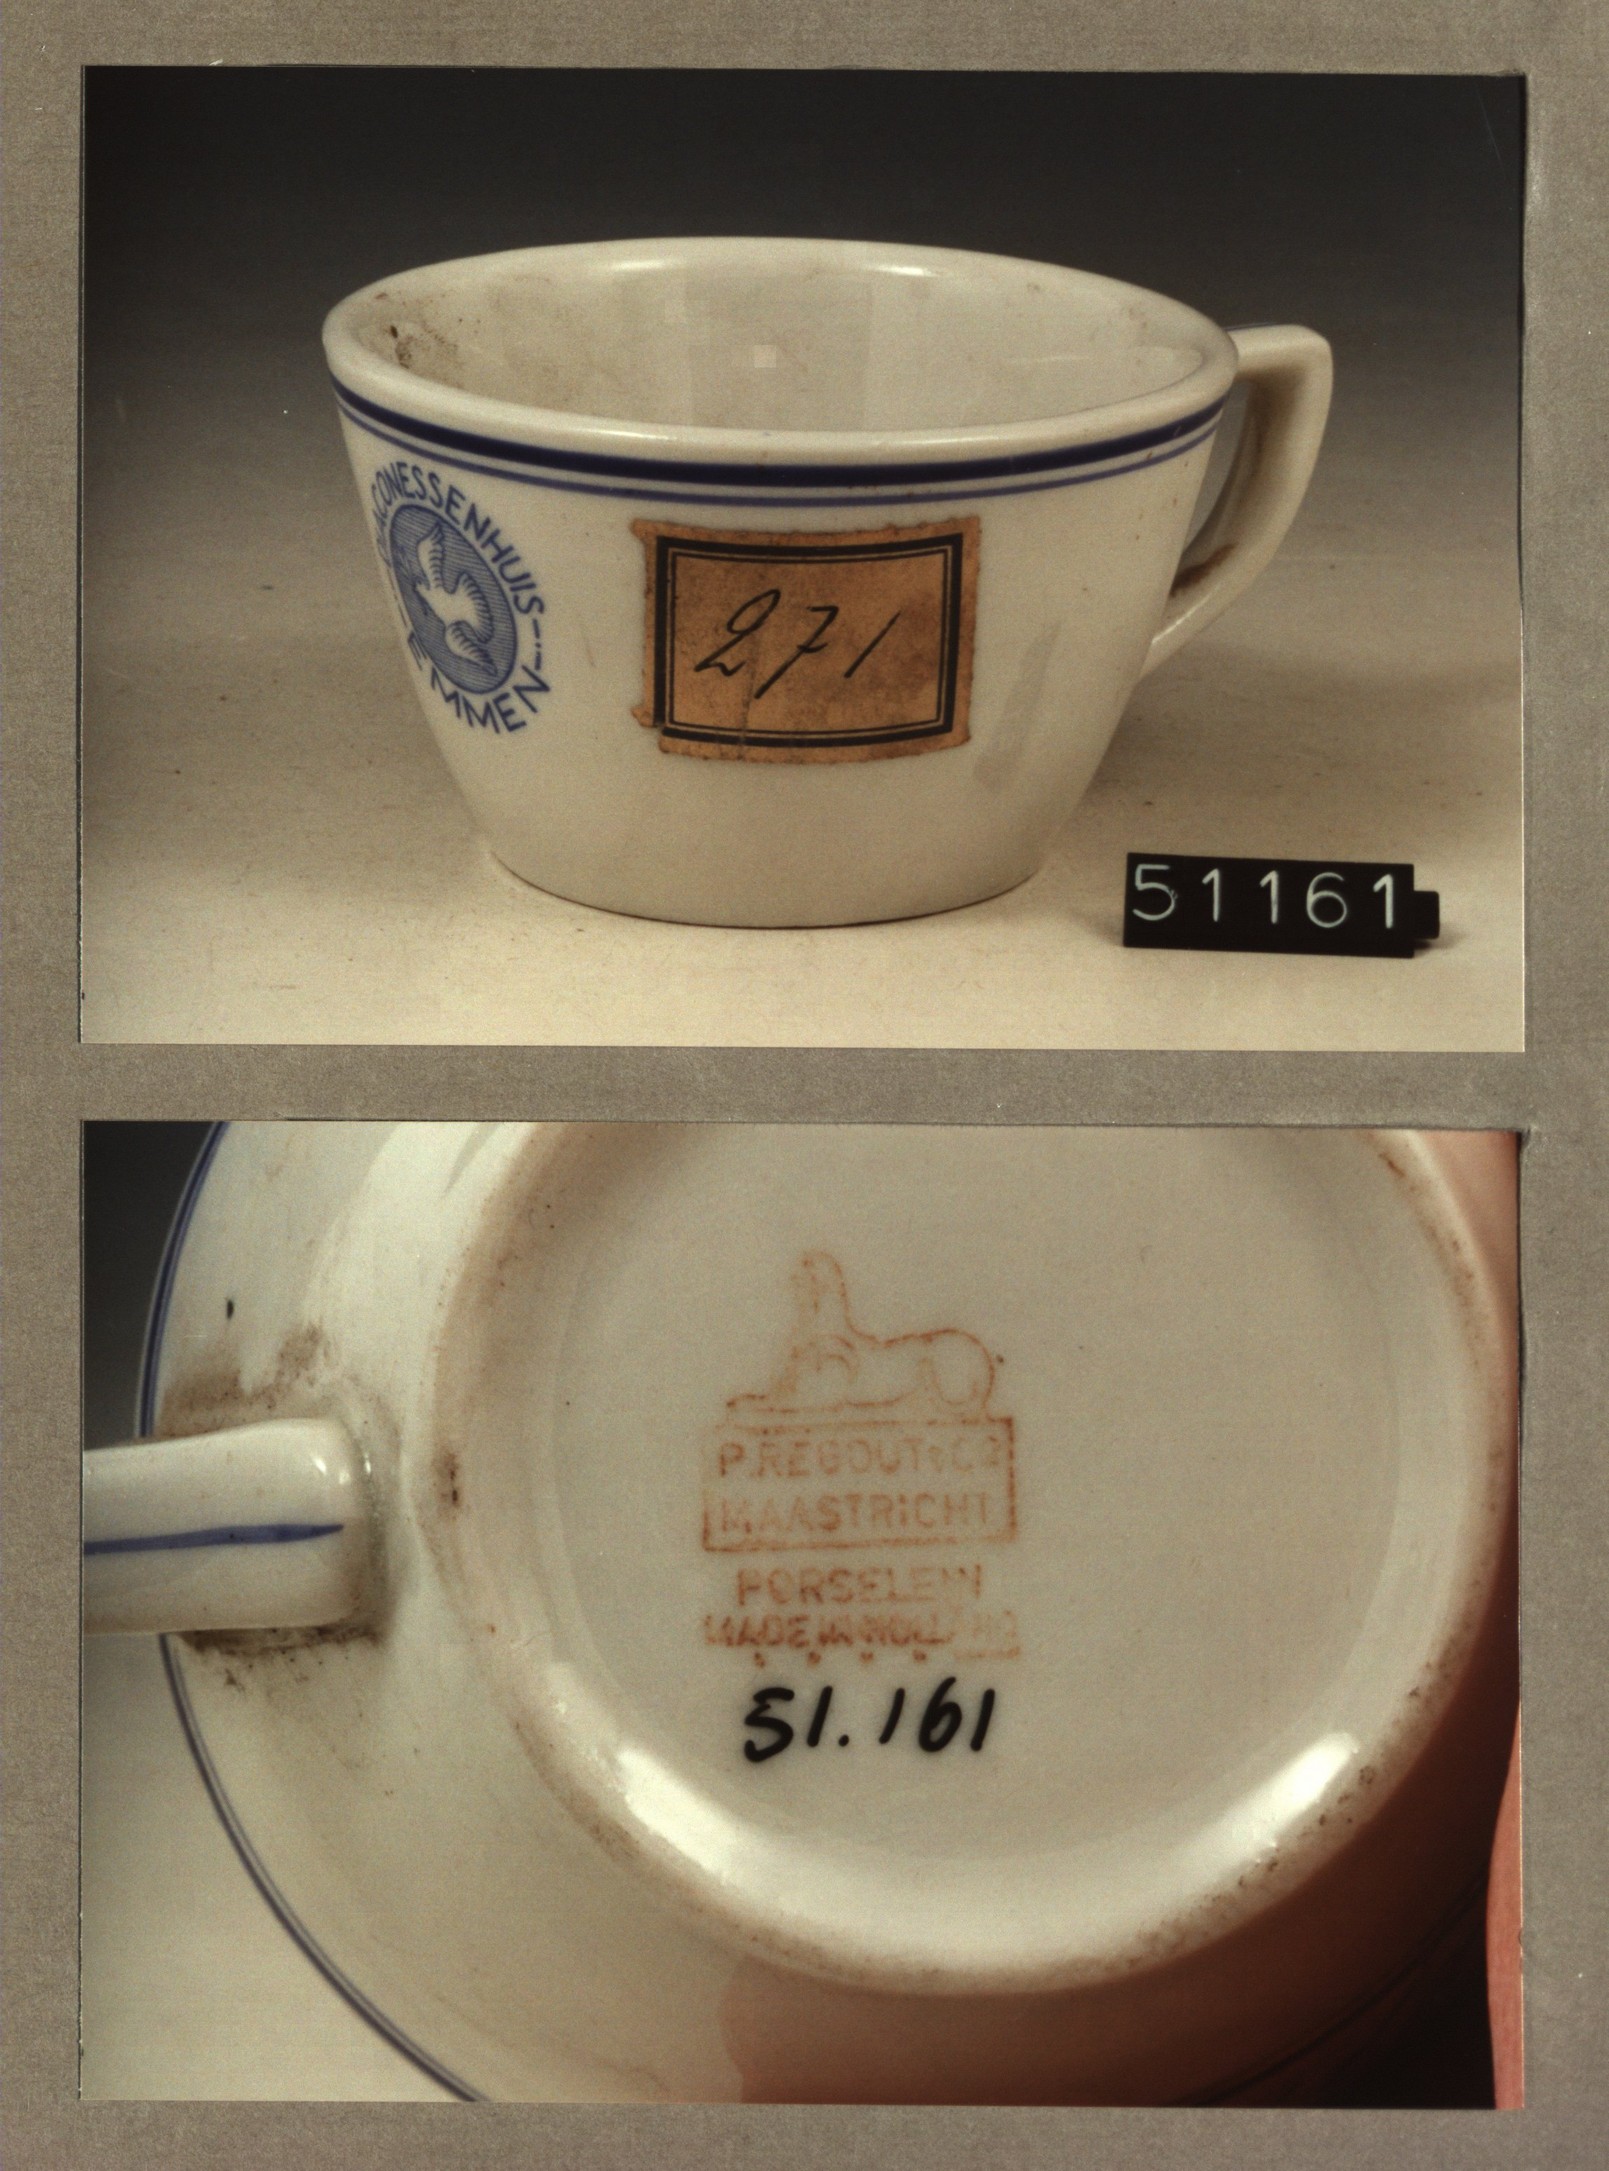 DIACONESSENHUIS
EMMEN
271
51161
P. REGOUT & Co
MAASTRICHT
PORSELEIN
MADE IN HOLLAND
51.161